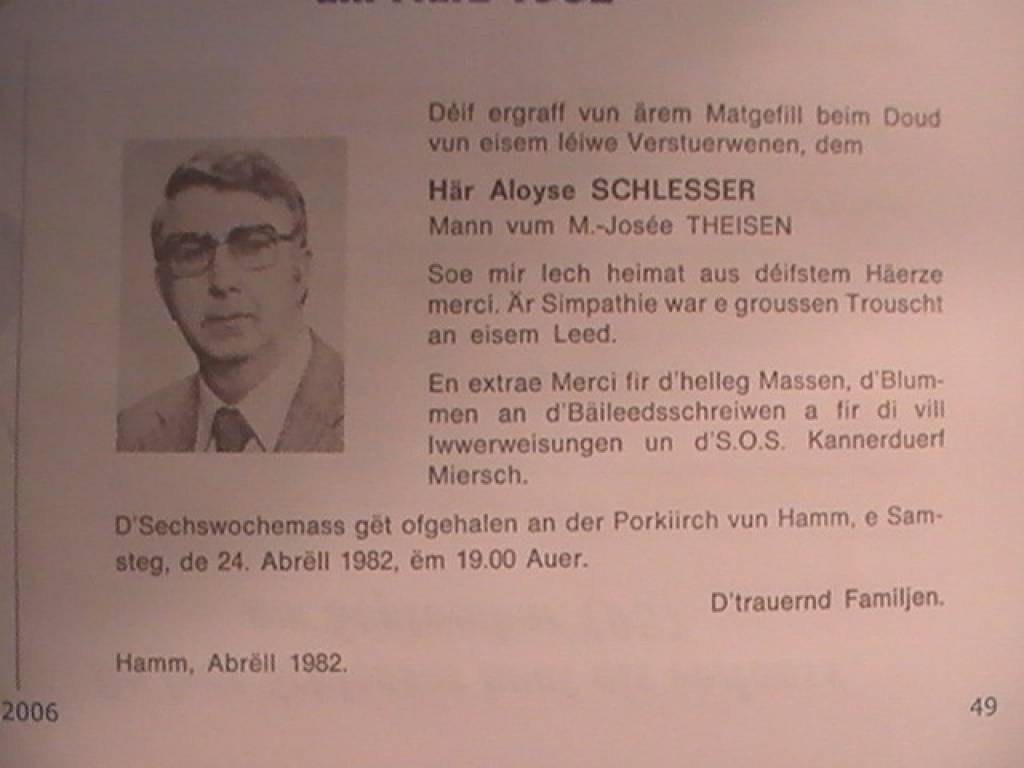 Déif ergraff vun ärem Matgefill beim Doud
vun eisem léiwe Verstuerwenen, dem
Här Aloyse SCHLESSER
Mann vum M.-Josée THEISEN
Soe mir Iech heimat aus déifstem Häerze
merci. Är Simpathie war e groussen Trouscht
an eisem Leed.
En extrae Merci fir d'helleg Massen, d'Blum-
men an d'Bäileedsschreiwen a fir di vill
Iwwerweisungen un d'S.O.S. Kannerduerf
Miersch.
D'Sechswochemass gët ofgehalen an der Porkiirch vun Hamm, e Sam-
steg, de 24. Abrëll 1982, ëm 19.00 Auer.
D'trauernd Familjen.
Hamm, Abrëll 1982.
2006
49